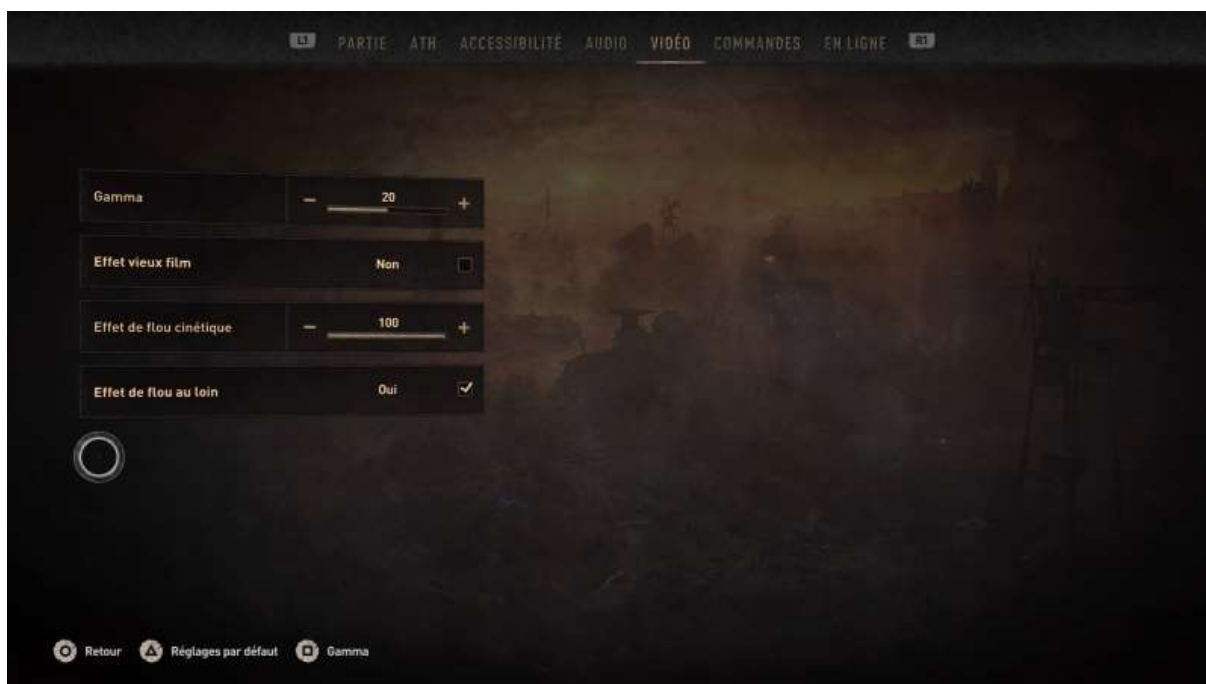 L1 PARTIE ATH ACCESSIBILITÉ AUDIO VIDÉO COMMANDES EN LIGNE R1
Gamma − 20 +
Effet vieux film Non
Effet de flou cinétique − 100 +
Effet de flou au loin Oui
Retour Réglages par défaut Gamma